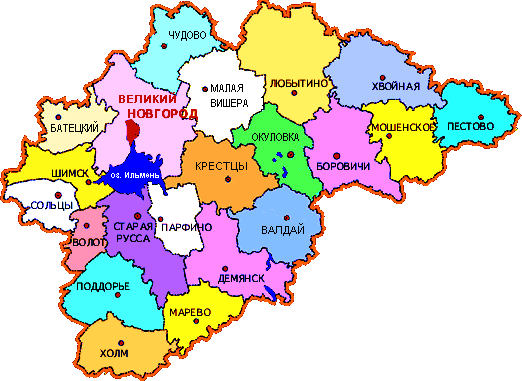 ЧУДОВО
МАЛАЯ
ВИШЕРА
ЛЮБЫТИНО
ХВОЙНАЯ
ВЕЛИКИЙ
НОВГОРОД
БАТЕЦКИЙ
МОШЕНСКОЕ
ПЕСТОВО
ОКУЛОВКА
БОРОВИЧИ
КРЕСТЦЫ
ШИМСК
оз. Ильмень
СОЛЬЦЫ
СТАРАЯ
РУССА
ПАРФИНО
ВАЛДАЙ
ВОЛОТ
ДЕМЯНСК
ПОДДОРЬЕ
МАРЕВО
ХОЛМ